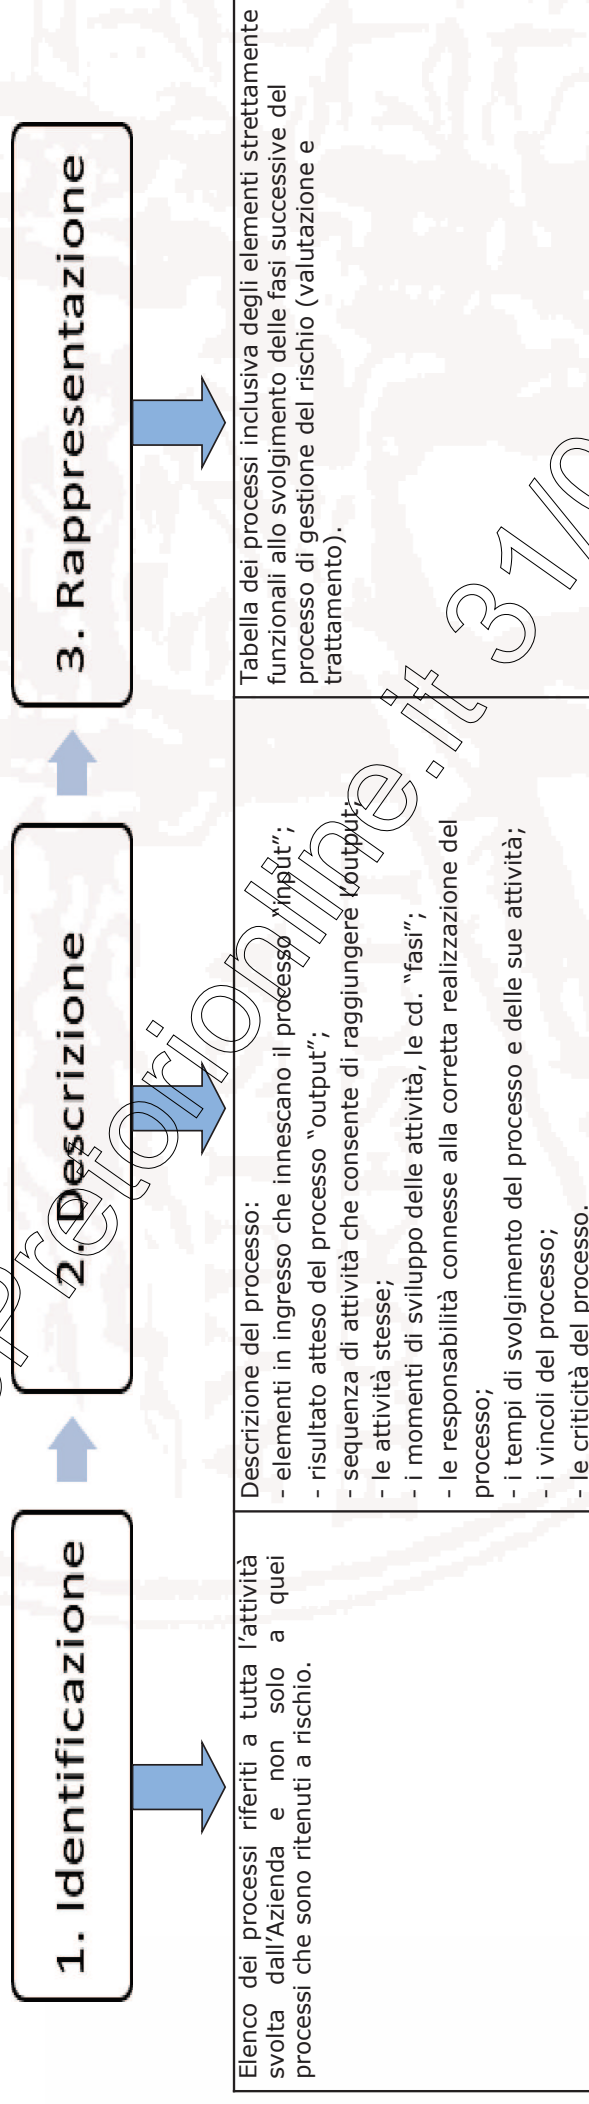 1. Identificazione
2. Descrizione
3. Rappresentazione
Elenco dei processi riferiti a tutta l'attività
svolta dall'Azienda e non solo a quei
processi che sono ritenuti a rischio.
Descrizione del processo:
- elementi in ingresso che innescano il processo "input";
- risultato atteso del processo "output";
- sequenza di attività che consente di raggiungere l'output;
- le attività stesse;
- i momenti di sviluppo delle attività, le cd. "fasi";
- le responsabilità connesse alla corretta realizzazione del
processo;
- i tempi di svolgimento del processo e delle sue attività;
- i vincoli del processo;
- le criticità del processo.
Tabella dei processi inclusiva degli elementi strettamente
funzionali allo svolgimento delle fasi successive del
processo di gestione del rischio (valutazione e
trattamento).
Pretorionline.it 31/0